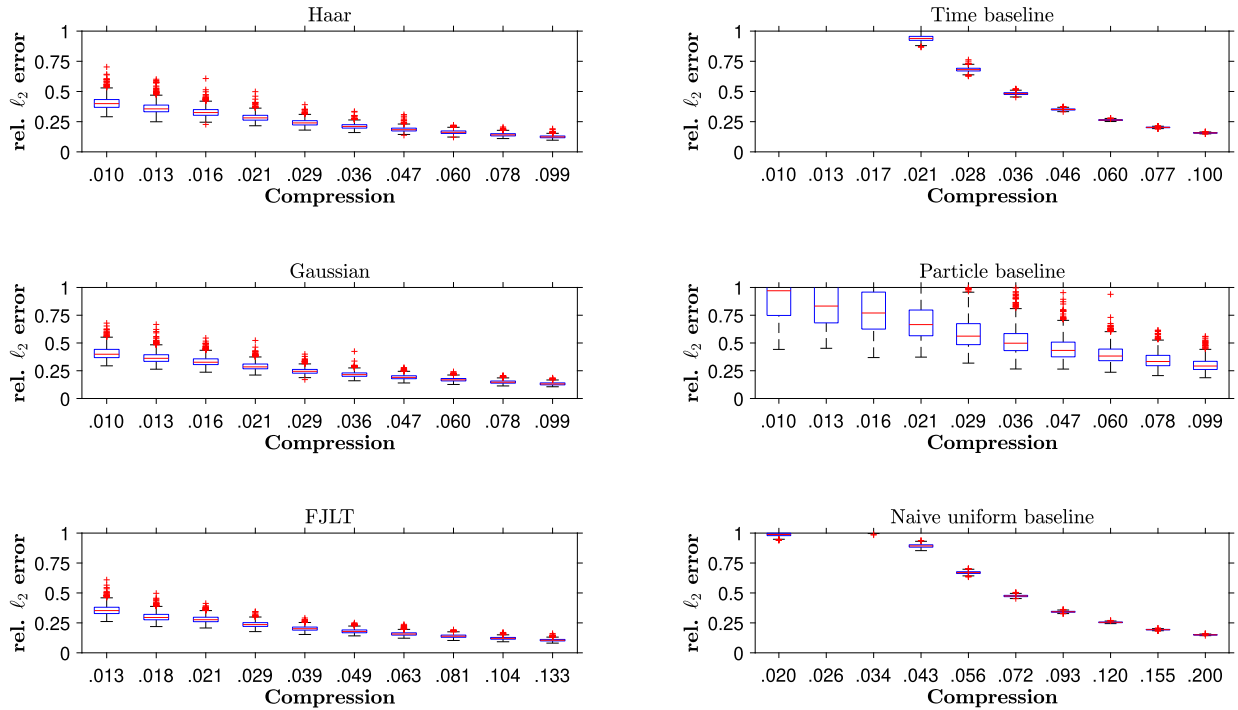 Haar
rel. ℓ2 error
1
0.75
0.5
0.25
0
.010 .013 .016 .021 .029 .036 .047 .060 .078 .099
Compression
Time baseline
rel. ℓ2 error
1
0.75
0.5
0.25
0
.010 .013 .017 .021 .028 .036 .046 .060 .077 .100
Compression
Gaussian
rel. ℓ2 error
1
0.75
0.5
0.25
0
.010 .013 .016 .021 .029 .036 .047 .060 .078 .099
Compression
Particle baseline
rel. ℓ2 error
1
0.75
0.5
0.25
0
.010 .013 .016 .021 .029 .036 .047 .060 .078 .099
Compression
FJLT
rel. ℓ2 error
1
0.75
0.5
0.25
0
.013 .018 .021 .029 .039 .049 .063 .081 .104 .133
Compression
Naive uniform baseline
rel. ℓ2 error
1
0.75
0.5
0.25
0
.020 .026 .034 .043 .056 .072 .093 .120 .155 .200
Compression